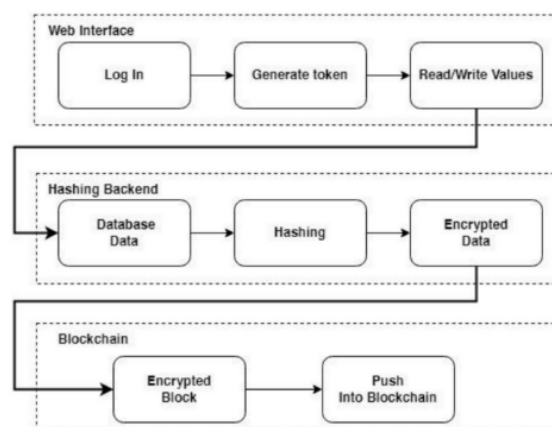 Web Interface
Log In
Generate token
Read/Write Values
Hashing Backend
Database
Data
Hashing
Encrypted
Data
Blockchain
Encrypted
Block
Push
Into Blockchain